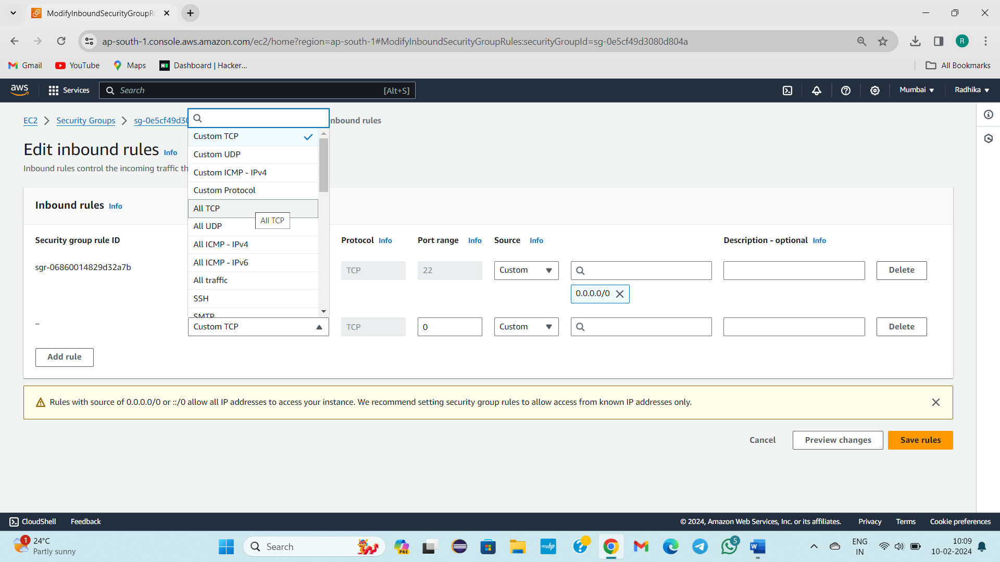 ModifyInboundSecurityGroupRu
ap-south-1.console.aws.amazon.com/ec2/home?region=ap-south-1#ModifyInboundSecurityGroupRules:securityGroupId=sg-0e5cf49d3080d804a
R
Gmail YouTube Maps Dashboard | Hacker... All Bookmarks
aws Services Search [Alt+S] Mumbai Radhika
EC2 Security Groups sg-0e5cf49d30 nbound rules
Edit inbound rules Info
Inbound rules control the incoming traffic th
Custom TCP
Custom UDP
Custom ICMP - IPv4
Custom Protocol
All TCP
All TCP
All UDP
All ICMP - IPv4
All ICMP - IPv6
All traffic
SSH
SMTP
Inbound rules Info
Security group rule ID Protocol Info Port range Info Source Info Description - optional Info
sgr-06860014829d32a7b TCP 22 Custom Delete
0.0.0.0/0
– Custom TCP TCP 0 Custom Delete
Add rule
Rules with source of 0.0.0.0/0 or ::/0 allow all IP addresses to access your instance. We recommend setting security group rules to allow access from known IP addresses only.
Cancel Preview changes Save rules
CloudShell Feedback © 2024, Amazon Web Services, Inc. or its affiliates. Privacy Terms Cookie preferences
1 24°C
Partly sunny
Search
PRE
myhp
5
W
ENG
IN
10:09
10-02-2024